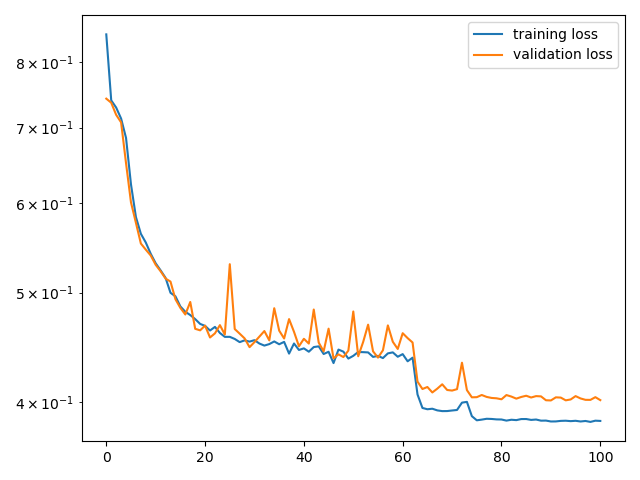 training loss
validation loss
8 × 10⁻¹
7 × 10⁻¹
6 × 10⁻¹
5 × 10⁻¹
4 × 10⁻¹
0 20 40 60 80 100